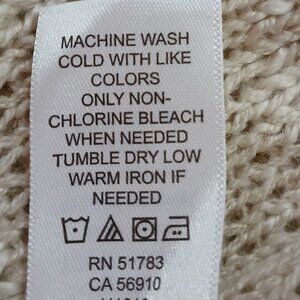 MACHINE WASH
COLD WITH LIKE
COLORS
ONLY NON-
CHLORINE BLEACH
WHEN NEEDED
TUMBLE DRY LOW
WARM IRON IF
NEEDED
RN 51783
CA 56910